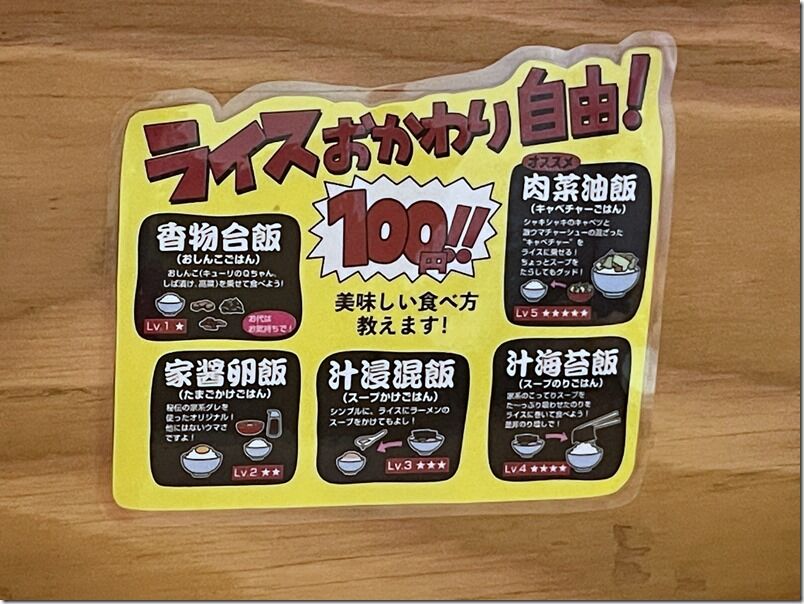 ライスおかわり自由！
100円!!
美味しい食べ方
教えます！
香物合飯
(おしんこごはん)
おしんこ(キューリのQちゃん、
しば漬け、高菜)を乗せて食べよう！
お代は
お気持ちで！
Lv.1 ★
家醤卵飯
(たまごかけごはん)
秘伝の家系ダレを
使ったオリジナル！
他にはないウマさ
ですよ！
Lv.2 ★★
汁浸混飯
(スープかけごはん)
シンプルに、ライスにラーメンの
スープをかけてもよし！
Lv.3 ★★★
汁海苔飯
(スープのりごはん)
家系のこってりスープを
た〜っぷり吸わせたのりを
ライスに巻いて食べよう！
是非のり増しで！
Lv.4 ★★★★
オススメ
肉菜油飯
(キャベチャーごはん)
シャキシャキのキャベツと
激ウマチャーシューの混ざった
"キャベチャー"を
ライスに乗せる！
ちょっとスープを
たらしてもグッド！
Lv.5 ★★★★★